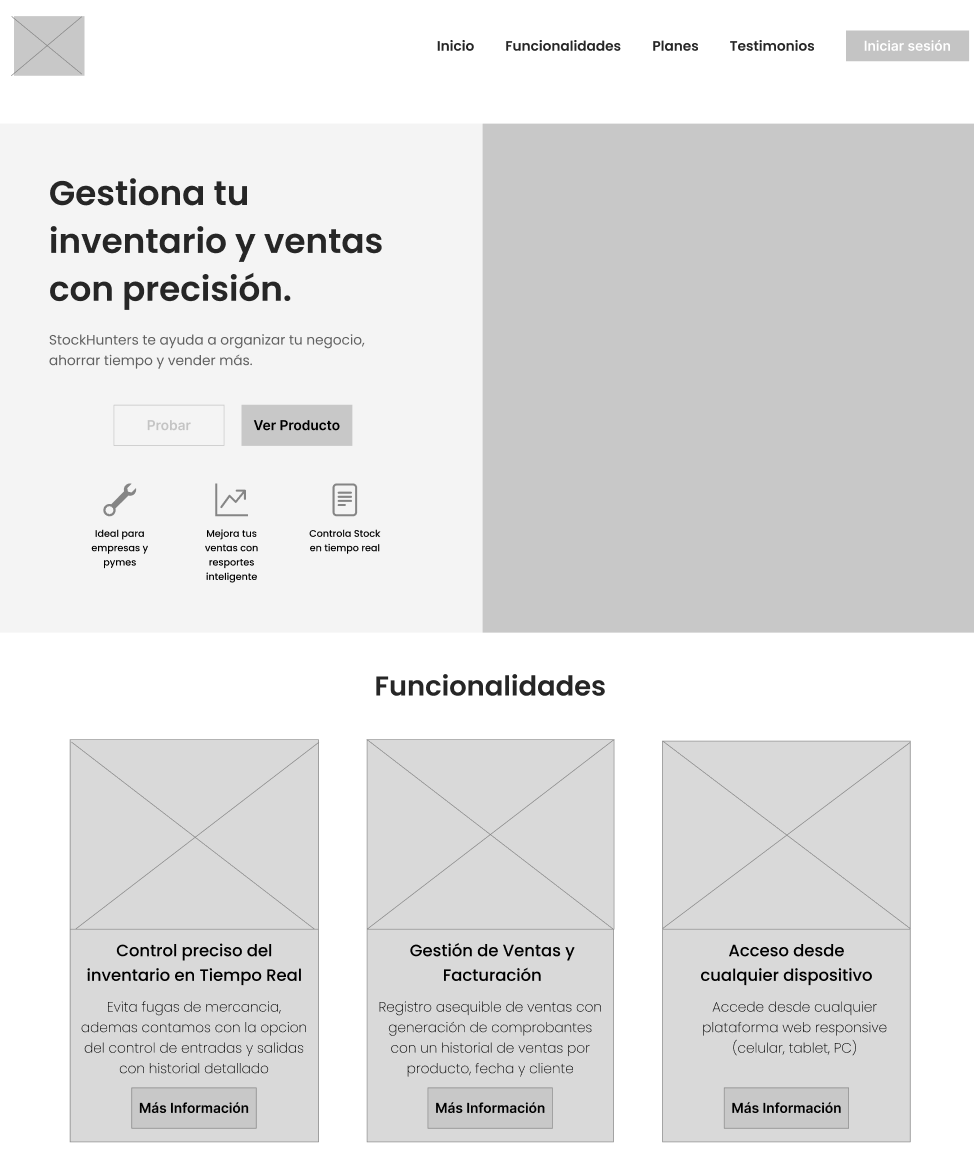 Inicio
Funcionalidades
Planes
Testimonios
Iniciar sesión
Gestiona tu
inventario y ventas
con precisión.
StockHunters te ayuda a organizar tu negocio,
ahorrar tiempo y vender más.
Probar
Ver Producto
Ideal para
empresas y
pymes
Mejora tus
ventas con
resportes
inteligente
Controla Stock
en tiempo real
Funcionalidades
Control preciso del
inventario en Tiempo Real
Evita fugas de mercancia,
ademas contamos con la opcion
del control de entradas y salidas
con historial detallado
Más Información
Gestión de Ventas y
Facturación
Registro asequible de ventas con
generación de comprobantes
con un historial de ventas por
producto, fecha y cliente
Más Información
Acceso desde
cualquier dispositivo
Accede desde cualquier
plataforma web responsive
(celular, tablet, PC)
Más Información